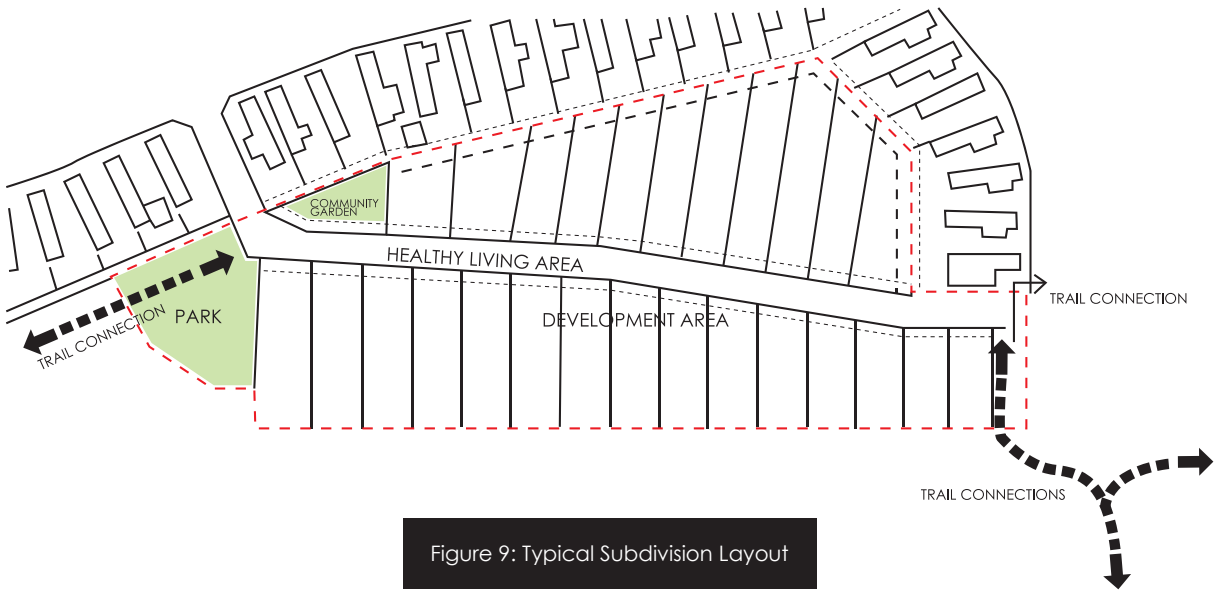 COMMUNITY
GARDEN
HEALTHY LIVING AREA
TRAIL CONNECTION
PARK
DEVELOPMENT AREA
TRAIL CONNECTION
TRAIL CONNECTIONS
Figure 9: Typical Subdivision Layout